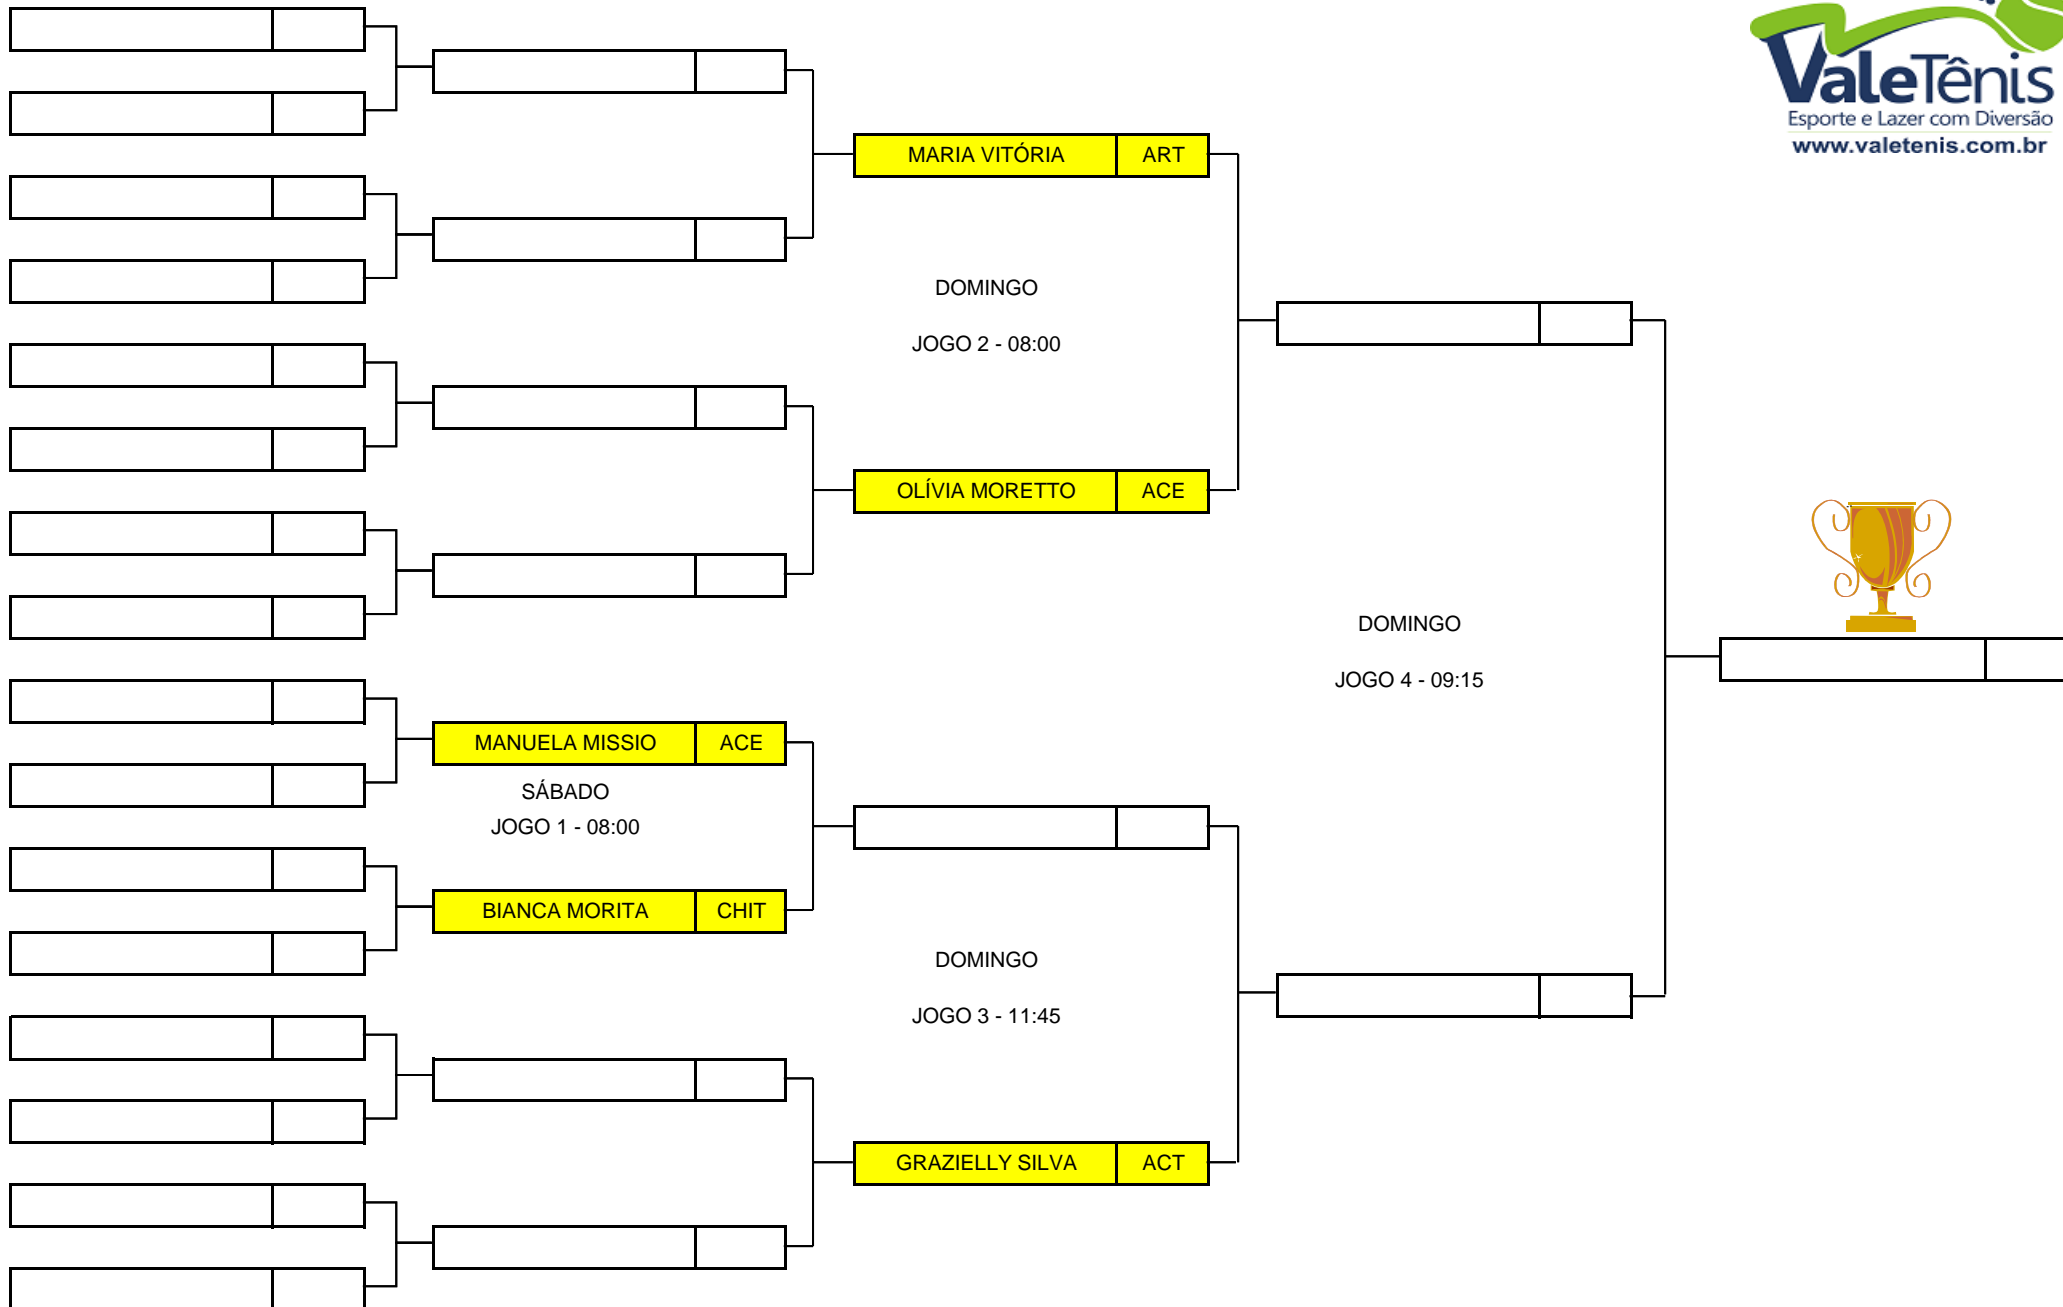 ValeTênis
Esporte e Lazer com Diversão
www.valetenis.com.br
MARIA VITÓRIA ART
DOMINGO
JOGO 2 - 08:00
OLÍVIA MORETTO ACE
DOMINGO
JOGO 4 - 09:15
MANUELA MISSIO ACE
SÁBADO
JOGO 1 - 08:00
BIANCA MORITA CHIT
DOMINGO
JOGO 3 - 11:45
GRAZIELLY SILVA ACT